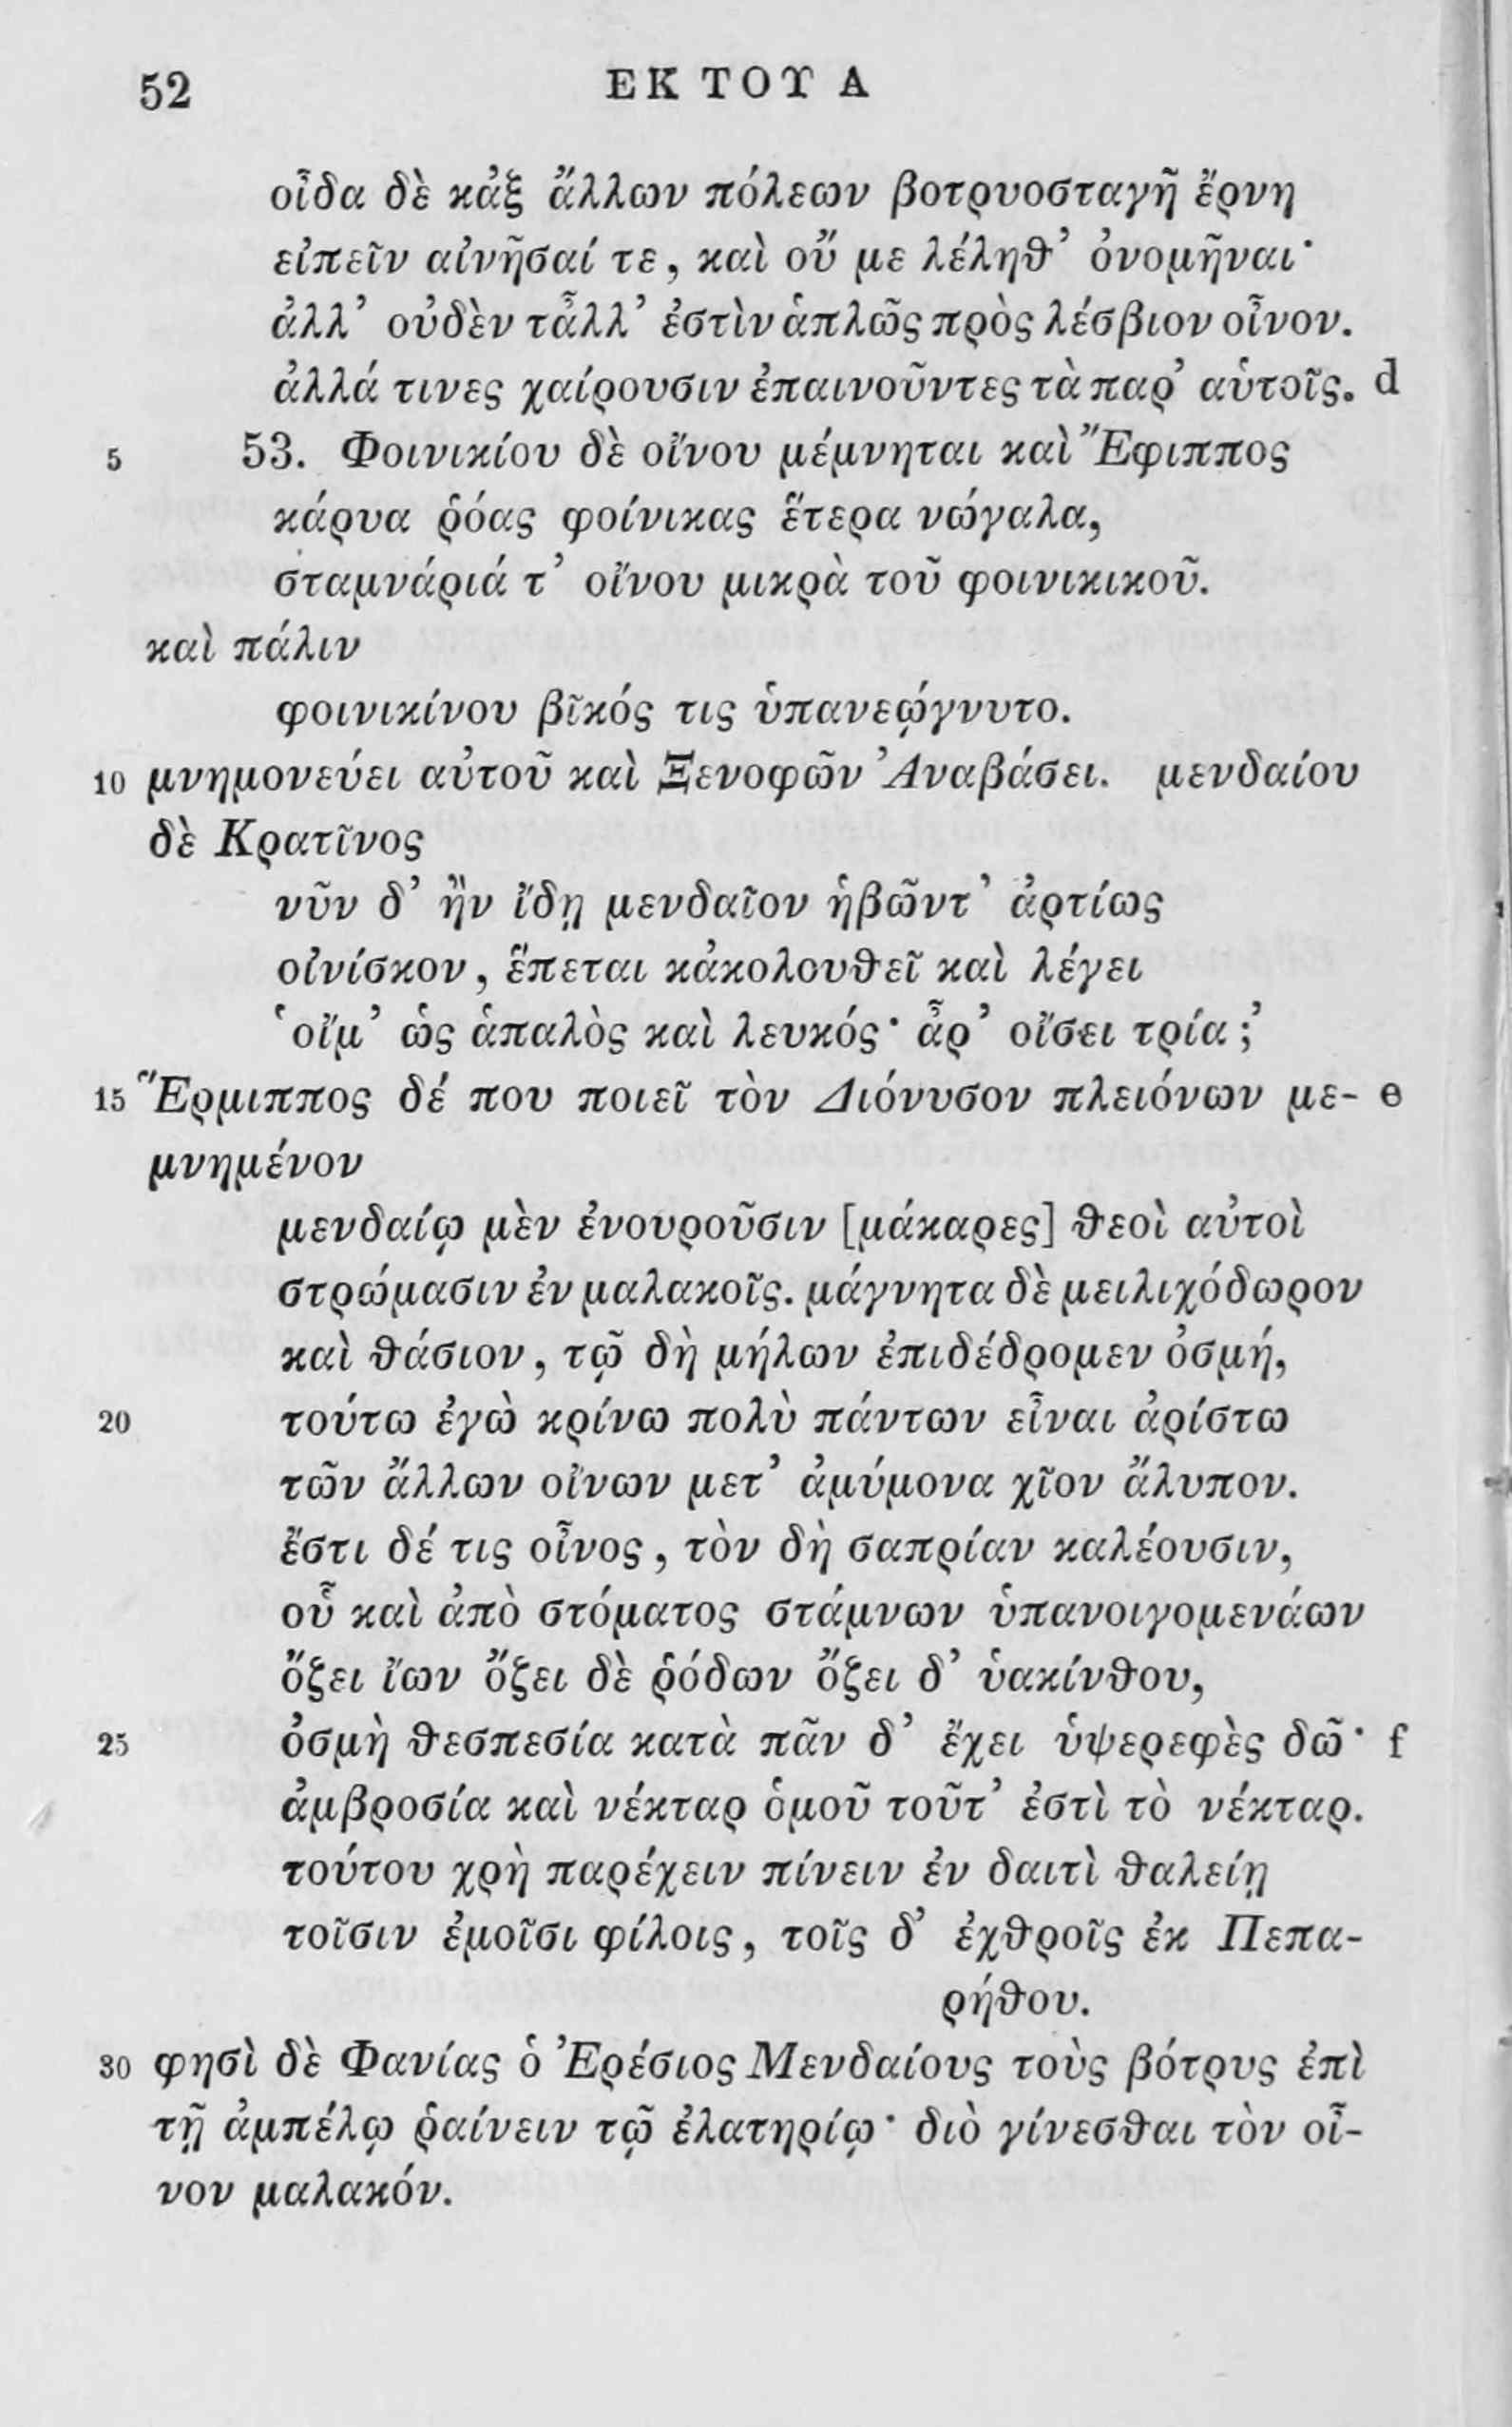 52 ΕΚ ΤΟΥ Α
οἶδα δὲ κἀξ ἄλλων πόλεων βοτρυοσταγῆ ἔρνη
εἰπεῖν αἰνῆσαί τε, καὶ οὔ με λέληθ’ ὀνομῆναι·
ἀλλ’ οὐδὲν τἆλλ’ ἐστὶν ἁπλῶς πρὸς λέσβιον οἶνον.
ἀλλά τινες χαίρουσιν ἐπαινοῦντες τὰ παρ’ αὑτοῖς. d
5 53. Φοινικίου δὲ οἴνου μέμνηται καὶ Ἔφιππος
κάρυα ῥόας φοίνικας ἕτερα νώγαλα,
σταμνάριά τ’ οἴνου μικρὰ τοῦ φοινικικοῦ.
καὶ πάλιν
φοινικίνου βῖκός τις ὑπανεῴγνυτο.
10 μνημονεύει αὐτοῦ καὶ Ξενοφῶν Ἀναβάσει. μενδαίου
δὲ Κρατῖνος
νῦν δ’ ἢν ἴδῃ μενδαῖον ἡβῶντ’ ἀρτίως
οἰνίσκον, ἕπεται κἀκολουθεῖ καὶ λέγει
‘οἴμ’ ὡς ἁπαλὸς καὶ λευκός· ἆρ’ οἴσει τρία;’
15 Ἕρμιππος δέ που ποιεῖ τὸν Διόνυσον πλειόνων με- e
μνημένον
μενδαίῳ μὲν ἐνουροῦσιν [μάκαρες] θεοὶ αὐτοὶ
στρώμασιν ἐν μαλακοῖς. μάγνητα δὲ μειλιχόδωρον
καὶ θάσιον, τῷ δὴ μήλων ἐπιδέδρομεν ὀσμή,
20 τούτω ἐγὼ κρίνω πολὺ πάντων εἶναι ἀρίστω
τῶν ἄλλων οἴνων μετ’ ἀμύμονα χῖον ἄλυπον.
ἔστι δέ τις οἶνος, τὸν δὴ σαπρίαν καλέουσιν,
οὗ καὶ ἀπὸ στόματος στάμνων ὑπανοιγομενάων
ὄζει ἴων ὄζει δὲ ῥόδων ὄζει δ’ ὑακίνθου,
25 ὀσμὴ θεσπεσία κατὰ πᾶν δ’ ἔχει ὑψερεφὲς δῶ· f
ἀμβροσία καὶ νέκταρ ὁμοῦ τοῦτ’ ἐστὶ τὸ νέκταρ.
τούτου χρὴ παρέχειν πίνειν ἐν δαιτὶ θαλείῃ
τοῖσιν ἐμοῖσι φίλοις, τοῖς δ’ ἐχθροῖς ἐκ Πεπα-
ρήθου.
30 φησὶ δὲ Φανίας ὁ Ἐρέσιος Μενδαίους τοὺς βότρυς ἐπὶ
τῇ ἀμπέλῳ ῥαίνειν τῷ ἐλατηρίῳ· διὸ γίνεσθαι τὸν οἶ-
νον μαλακόν.